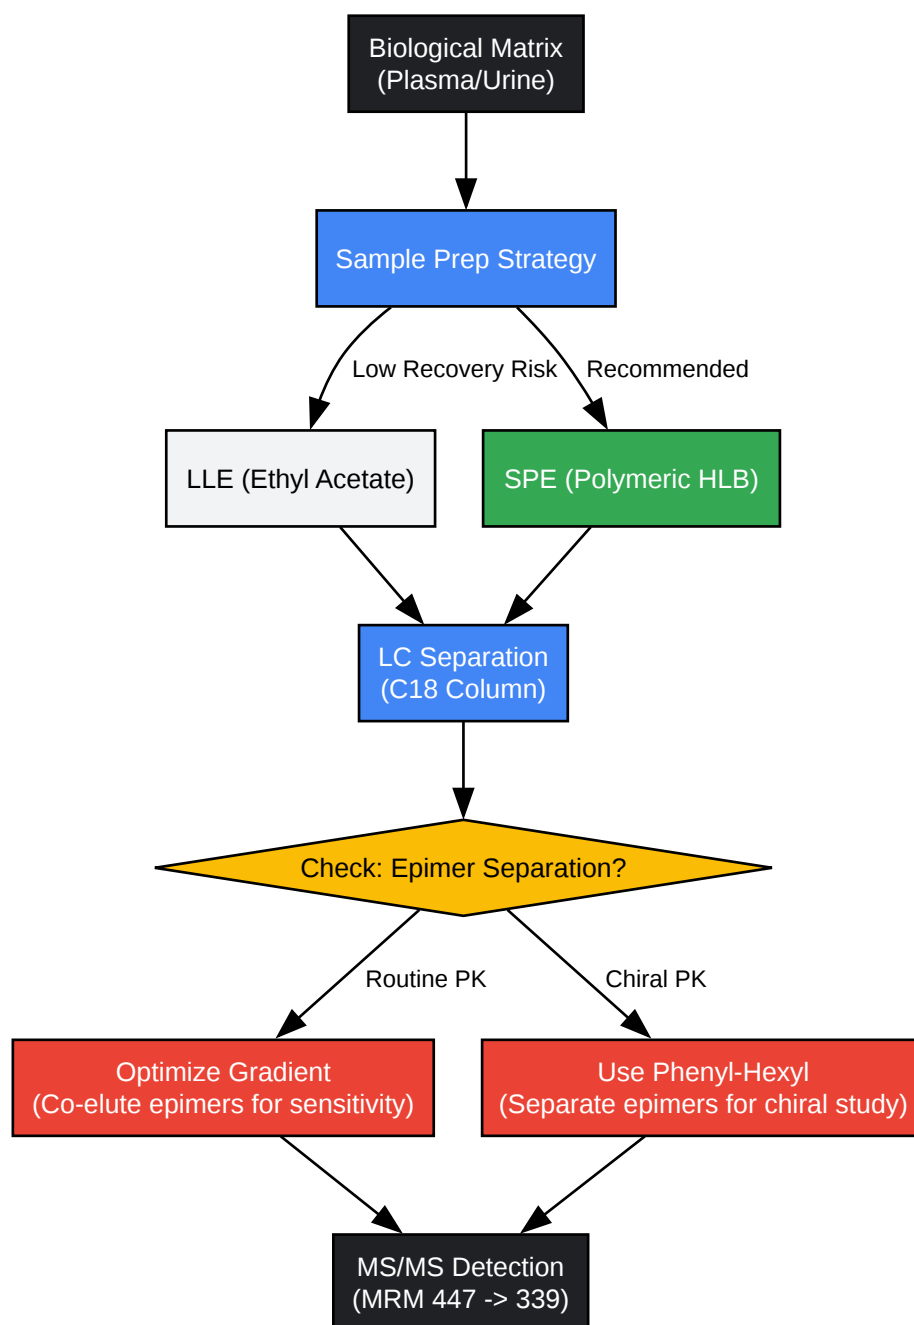 Biological Matrix
(Plasma/Urine)
Sample Prep Strategy
Low Recovery Risk
Recommended
LLE (Ethyl Acetate)
SPE (Polymeric HLB)
LC Separation
(C18 Column)
Check: Epimer Separation?
Routine PK
Chiral PK
Optimize Gradient
(Co-elute epimers for sensitivity)
Use Phenyl-Hexyl
(Separate epimers for chiral study)
MS/MS Detection
(MRM 447 -> 339)